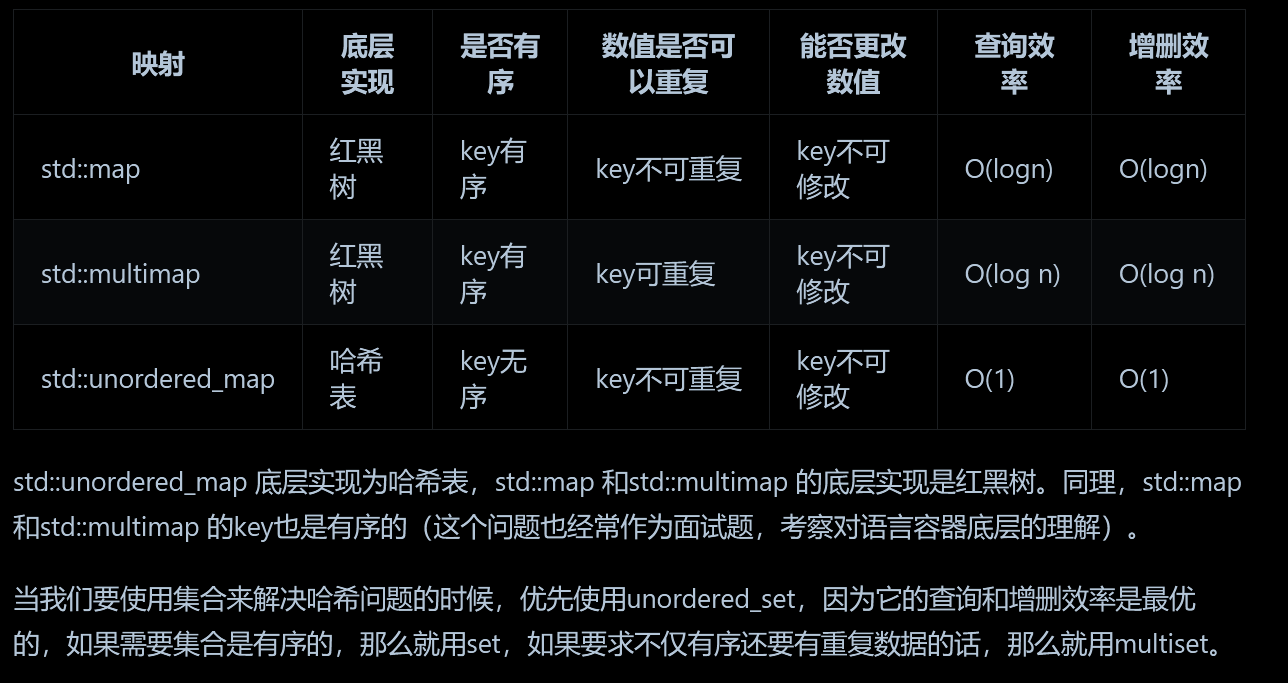 映射 底层实现 是否有序 数值是否可以重复 能否更改数值 查询效率 增删效率
std::map 红黑树 key有序 key不可重复 key不可修改 O(logn) O(logn)
std::multimap 红黑树 key有序 key可重复 key不可修改 O(log n) O(log n)
std::unordered_map 哈希表 key无序 key不可重复 key不可修改 O(1) O(1)
std::unordered_map 底层实现为哈希表，std::map 和std::multimap 的底层实现是红黑树。同理，std::map
和std::multimap 的key也是有序的（这个问题也经常作为面试题，考察对语言容器底层的理解）。
当我们要使用集合来解决哈希问题的时候，优先使用unordered_set，因为它的查询和增删效率是最优
的，如果需要集合是有序的，那么就用set，如果要求不仅有序还要有重复数据的话，那么就用multiset。